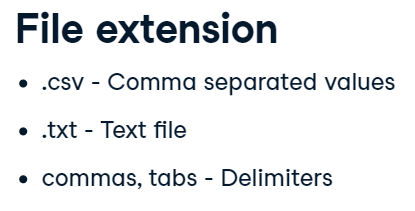 File extension
• .csv - Comma separated values
• .txt - Text file
• commas, tabs - Delimiters